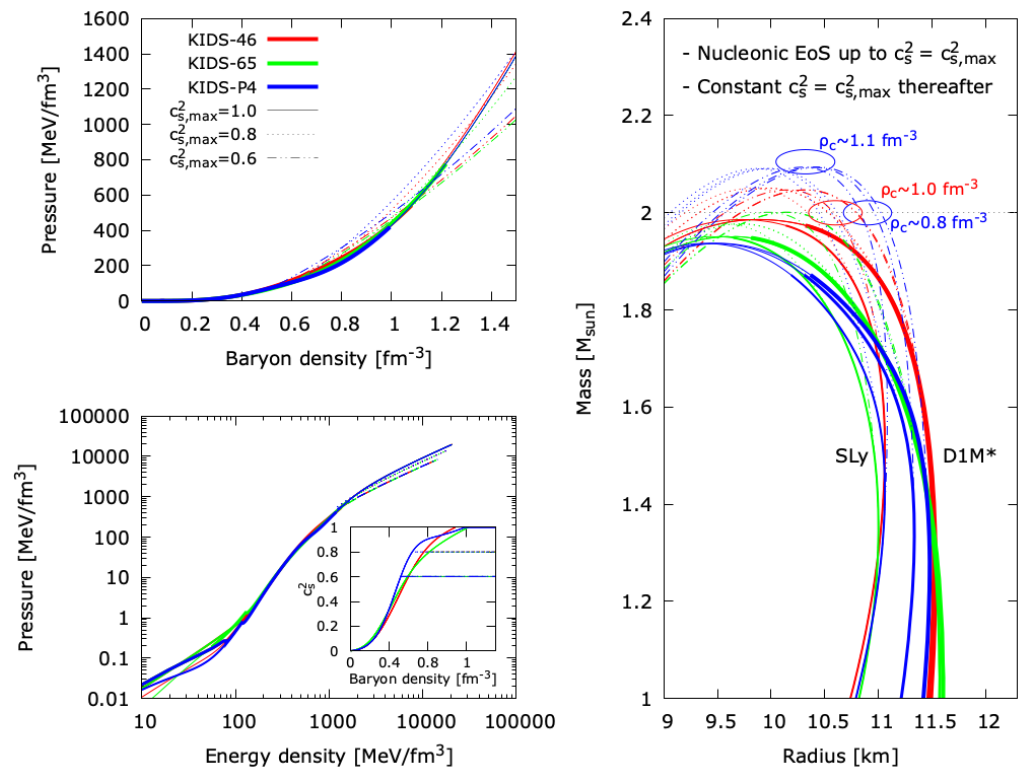 1600
1400
1200
1000
800
600
400
200
0
Pressure [MeV/fm³]
KIDS-46
KIDS-65
KIDS-P4
c²s,max=1.0
c²s,max=0.8
c²s,max=0.6
0 0.2 0.4 0.6 0.8 1 1.2 1.4
Baryon density [fm⁻³]
100000
10000
1000
100
10
1
0.1
0.01
Pressure [MeV/fm³]
1
0.8
0.6
0.4
0.2
0
c²s
0 0.4 0.8 1
Baryon density [fm⁻³]
10 100 1000 10000 100000
Energy density [MeV/fm³]
2.4
2.2
2
1.8
1.6
1.4
1.2
1
Mass [Msun]
- Nucleonic EoS up to c²s = c²s,max
- Constant c²s = c²s,max thereafter
ρc~1.1 fm⁻³
ρc~1.0 fm⁻³
ρc~0.8 fm⁻³
SLy
D1M*
9 9.5 10 10.5 11 11.5 12
Radius [km]